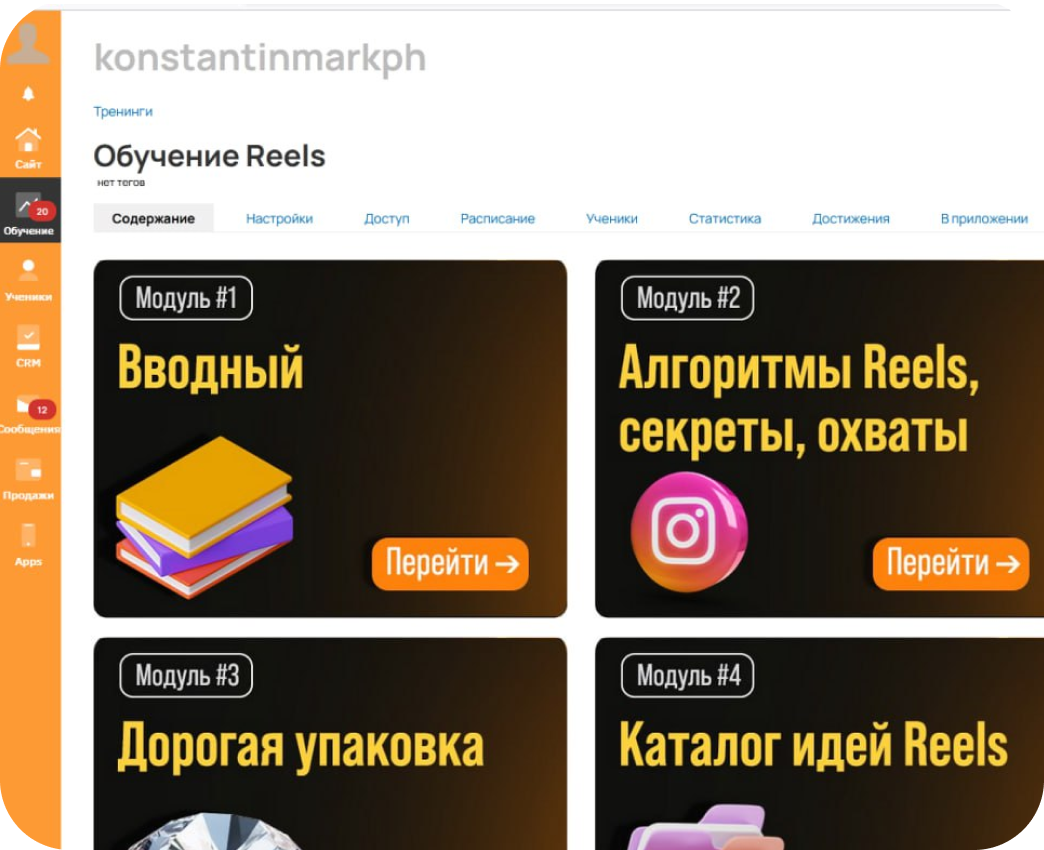 konstantinmarkph
Тренинги
Обучение Reels
нет тегов
Содержание Настройки Доступ Расписание Ученики Статистика Достижения В приложении
Сайт
20
Обучение
Ученики
CRM
12
Сообщения
Продажи
Apps
Модуль #1
Вводный
Перейти →
Модуль #2
Алгоритмы Reels,
секреты, охваты
Перейти →
Модуль #3
Дорогая упаковка
Модуль #4
Каталог идей Reels